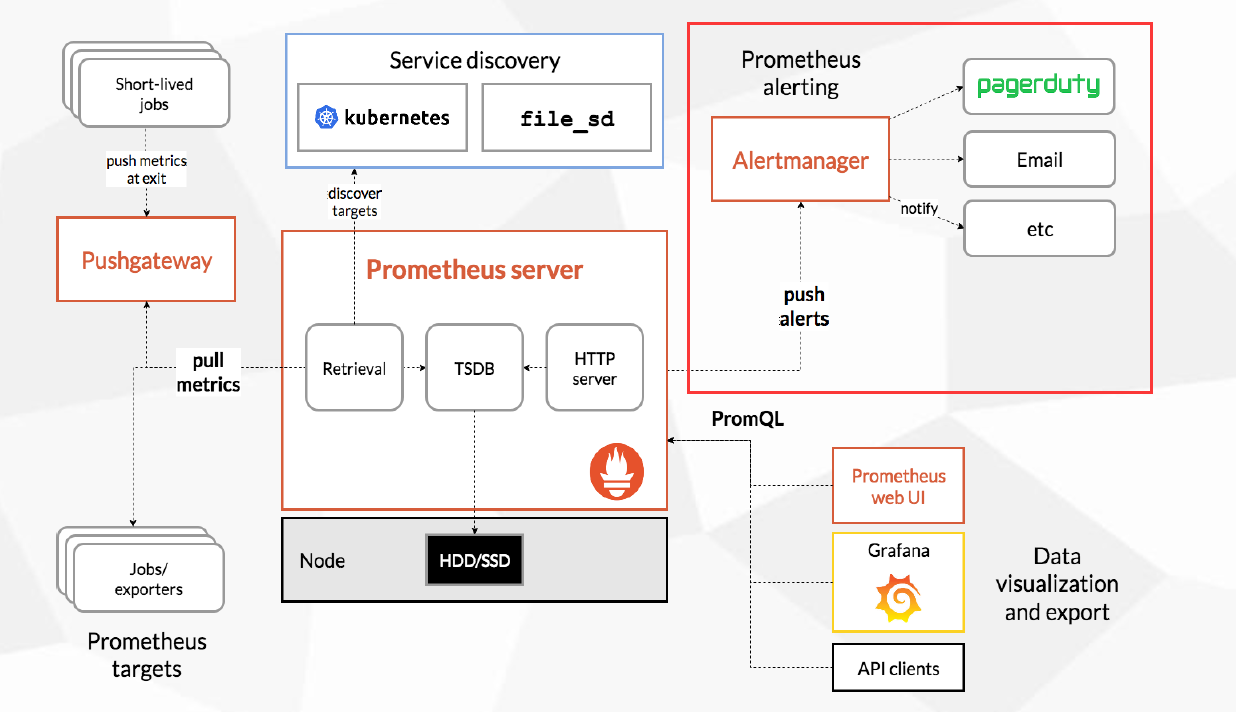 Short-lived
jobs
push metrics
at exit
Pushgateway
pull
metrics
Jobs/
exporters
Prometheus
targets
Service discovery
kubernetes
file_sd
discover
targets
Prometheus server
Retrieval
TSDB
HTTP
server
Node
HDD/SSD
Prometheus
alerting
Alertmanager
pagerduty
Email
notify
etc
push
alerts
PromQL
Prometheus
web UI
Grafana
API clients
Data
visualization
and export